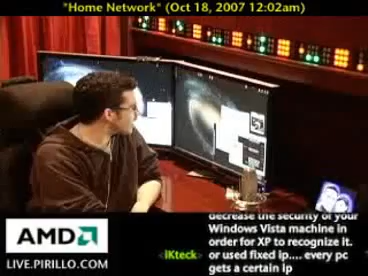 *Home Network* (Oct 18, 2007 12:02am)
AMD
LIVE.PIRILLO.COM
decrease the security of your
Windows Vista machine in
order for XP to recognize it.
<iKteck> or used fixed ip.... every pc
gets a certain ip